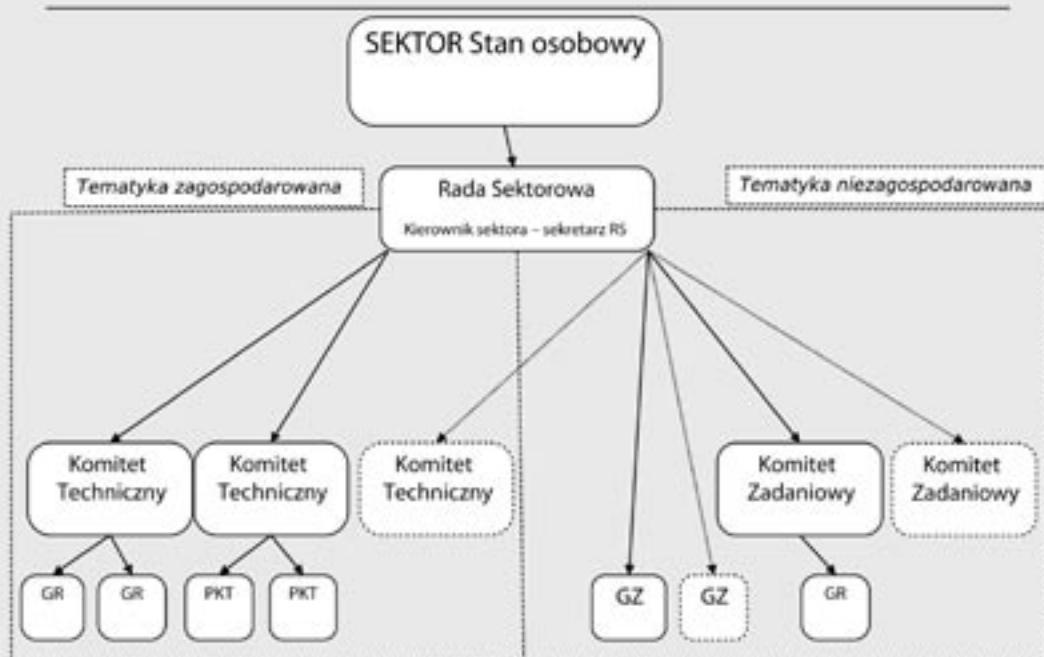 SEKTOR Stan osobowy
Tematyka zagospodarowana
Rada Sektorowa
Kierownik sektora – sekretarz RS
Tematyka niezagospodarowana
Komitet
Techniczny
Komitet
Techniczny
Komitet
Techniczny
Komitet
Zadaniowy
Komitet
Zadaniowy
GR
GR
PKT
PKT
GZ
GZ
GR